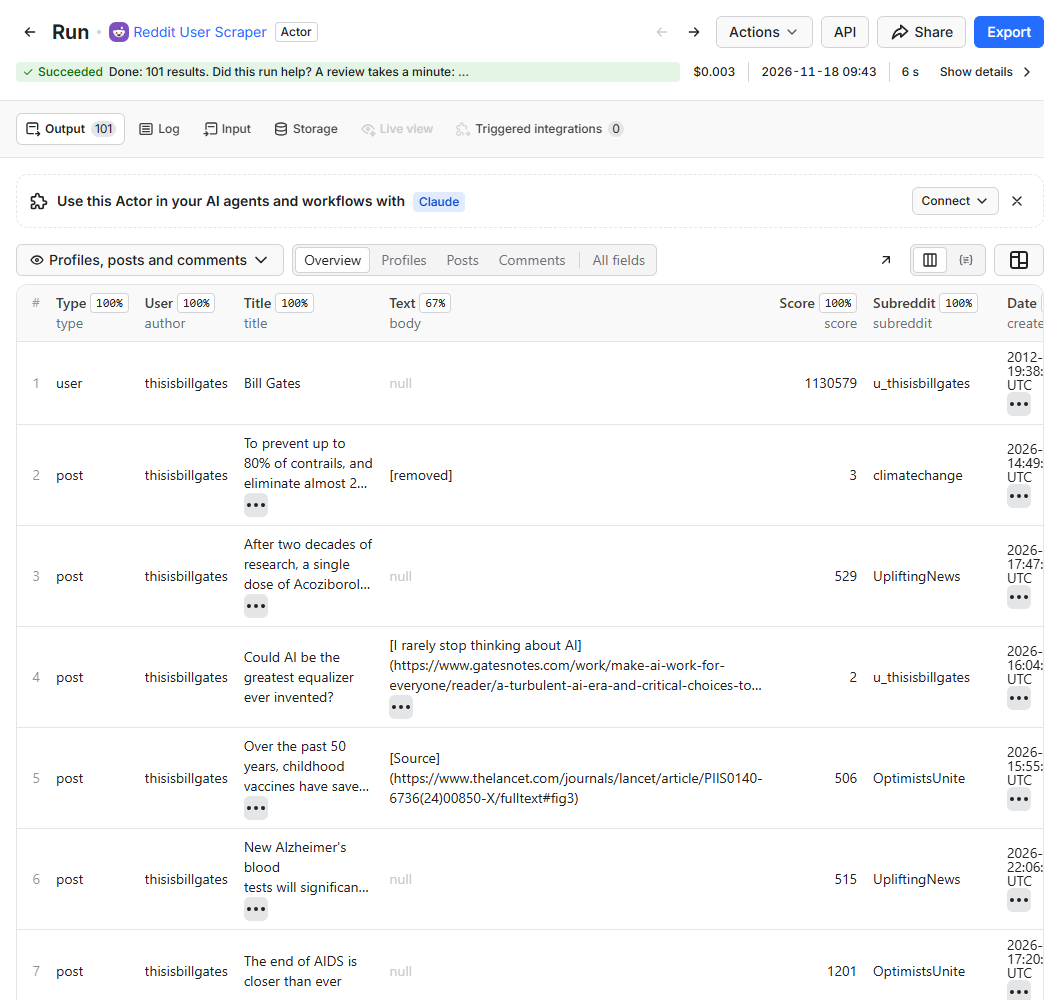 Run · Reddit User Scraper Actor
Actions
API
Share
Export
Succeeded Done: 101 results. Did this run help? A review takes a minute: ...
$0.003
2026-11-18 09:43
6 s
Show details
Output 101
Log
Input
Storage
Live view
Triggered integrations 0
Use this Actor in your AI agents and workflows with Claude
Connect
Profiles, posts and comments
Overview
Profiles
Posts
Comments
All fields
# Type 100% User 100% Title 100% Text 67% Score 100% Subreddit 100% Date
type author title body score subreddit create
1 user thisisbillgates Bill Gates null 1130579 u_thisisbillgates
2012-
19:38:
UTC
2 post thisisbillgates
To prevent up to
80% of contrails, and
eliminate almost 2...
[removed]
3 climatechange
2026-
14:49:
UTC
3 post thisisbillgates
After two decades of
research, a single
dose of Acoziborol...
null
529 UpliftingNews
2026-
17:47:
UTC
4 post thisisbillgates
Could AI be the
greatest equalizer
ever invented?
[I rarely stop thinking about AI]
(https://www.gatesnotes.com/work/make-ai-work-for-
everyone/reader/a-turbulent-ai-era-and-critical-choices-to...
2 u_thisisbillgates
2026-
16:04:
UTC
5 post thisisbillgates
Over the past 50
years, childhood
vaccines have save...
[Source]
(https://www.thelancet.com/journals/lancet/article/PIIS0140-
6736(24)00850-X/fulltext#fig3)
506 OptimistsUnite
2026-
15:55:
UTC
6 post thisisbillgates
New Alzheimer's
blood
tests will significan...
null
515 UpliftingNews
2026-
22:06:
UTC
7 post thisisbillgates
The end of AIDS is
closer than ever
null
1201 OptimistsUnite
2026-
17:20:
UTC